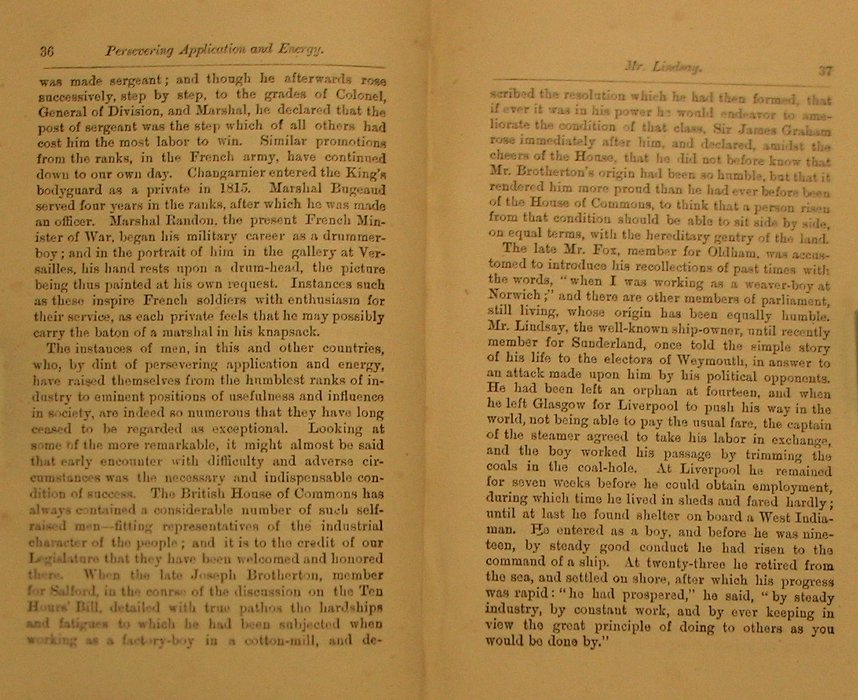 36 Persevering Application and Energy.
was made sergeant; and though he afterwards rose
successively, step by step, to the grades of Colonel,
General of Division, and Marshal, he declared that the
post of sergeant was the step which of all others had
cost him the most labor to win. Similar promotions
from the ranks, in the French army, have continued
down to our own day. Changarnier entered the King's
bodyguard as a private in 1815. Marshal Bugeaud
served four years in the ranks, after which he was made
an officer. Marshal Randon, the present French Min-
ister of War, began his military career as a drummer-
boy; and in the portrait of him in the gallery at Ver-
sailles, his hand rests upon a drum-head, the picture
being thus painted at his own request. Instances such
as these inspire French soldiers with enthusiasm for
their service, as each private feels that he may possibly
carry the baton of a marshal in his knapsack.
The instances of men, in this and other countries,
who, by dint of persevering application and energy,
have raised themselves from the humblest ranks of in-
dustry to eminent positions of usefulness and influence
in society, are indeed so numerous that they have long
ceased to be regarded as exceptional. Looking at
some of the more remarkable, it might almost be said
that early encounter with difficulty and adverse cir-
cumstances was the necessary and indispensable con-
dition of success. The British House of Commons has
always contained a considerable number of such self-
raised men—fitting representatives of the industrial
character of the people; and it is to the credit of our
Legislature that they have been welcomed and honored
there. When the late Joseph Brotherton, member
for Salford, in the course of the discussion on the Ten
Hours' Bill, detailed with true pathos the hardships
and fatigues to which he had been subjected when
working as a factory-boy in a cotton-mill, and de-
Mr. Lindsay. 37
scribed the resolution which he had then formed, that
if ever it was in his power he would endeavor to ame-
liorate the condition of that class, Sir James Graham
rose immediately after him, and declared, amidst the
cheers of the House, that he did not before know that
Mr. Brotherton's origin had been so humble, but that it
rendered him more proud than he had ever before been
of the House of Commons, to think that a person risen
from that condition should be able to sit side by side,
on equal terms, with the hereditary gentry of the land.
The late Mr. Fox, member for Oldham, was accus-
tomed to introduce his recollections of past times with
the words, "when I was working as a weaver-boy at
Norwich;" and there are other members of parliament,
still living, whose origin has been equally humble.
Mr. Lindsay, the well-known ship-owner, until recently
member for Sunderland, once told the simple story
of his life to the electors of Weymouth, in answer to
an attack made upon him by his political opponents.
He had been left an orphan at fourteen, and when
he left Glasgow for Liverpool to push his way in the
world, not being able to pay the usual fare, the captain
of the steamer agreed to take his labor in exchange,
and the boy worked his passage by trimming the
coals in the coal-hole. At Liverpool he remained
for seven weeks before he could obtain employment,
during which time he lived in sheds and fared hardly;
until at last he found shelter on board a West India-
man. He entered as a boy, and before he was nine-
teen, by steady good conduct he had risen to the
command of a ship. At twenty-three he retired from
the sea, and settled on shore, after which his progress
was rapid: "he had prospered," he said, "by steady
industry, by constant work, and by ever keeping in
view the great principle of doing to others as you
would be done by."